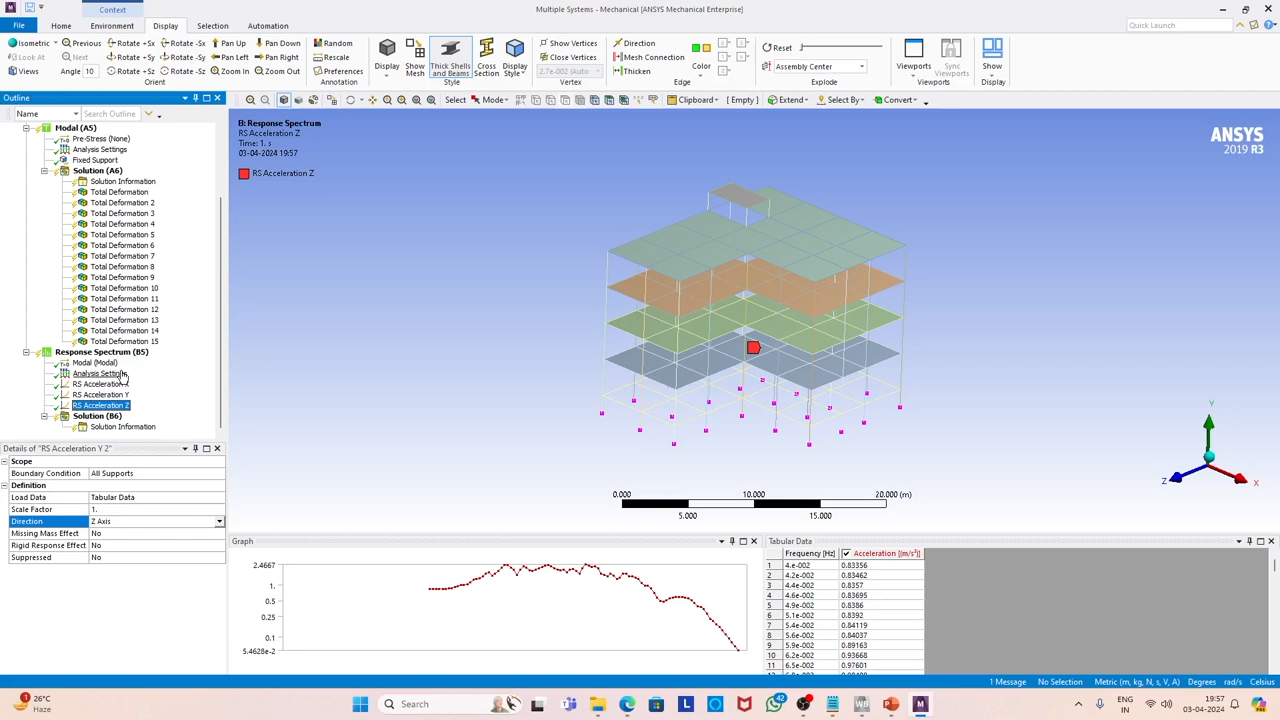 Context
Multiple Systems - Mechanical [ANSYS Mechanical Enterprise]
File Home Environment Display Selection Automation
Quick Launch
Isometric Previous Rotate +Sx Rotate -Sx Pan Up Pan Down
Look At Rotate +Sy Rotate -Sy Pan Left Pan Right
Views Angle 10 Rotate +Sz Rotate -Sz Zoom In Zoom Out
Orient
Random
Rescale
Preferences
Annotation
Display
Show Mesh
Thick Shells and Beams
Cross Section
Display Style
Style
Show Vertices
Close Vertices
2.7e-002 (Auto
Vertex
Direction
Mesh Connection
Thicken
Color
Edge
Reset
Assembly Center
Explode
Viewports
Sync Viewports
Viewports
Show
Display
Outline
Name Search Outline
Select Mode Clipboard [ Empty ] Extend Select By Convert
Modal (A5)
Pre-Stress (None)
Analysis Settings
Fixed Support
Solution (A6)
Solution Information
Total Deformation
Total Deformation 2
Total Deformation 3
Total Deformation 4
Total Deformation 5
Total Deformation 6
Total Deformation 7
Total Deformation 8
Total Deformation 9
Total Deformation 10
Total Deformation 11
Total Deformation 12
Total Deformation 13
Total Deformation 14
Total Deformation 15
Response Spectrum (B5)
Modal (Modal)
Analysis Settings
RS Acceleration
RS Acceleration Y
RS Acceleration Z
Solution (B6)
Solution Information
B: Response Spectrum
RS Acceleration Z
Time: 1. s
03-04-2024 19:57
RS Acceleration Z
ANSYS
2019 R3
Y
Z
X
0.000 10.000 20.000 (m)
5.000 15.000
Details of "RS Acceleration Y 2"
Scope
Boundary Condition All Supports
Definition
Load Data Tabular Data
Scale Factor 1.
Direction Z Axis
Missing Mass Effect No
Rigid Response Effect No
Suppressed No
Graph
2.4667
1.
0.5
0.25
0.1
5.4628e-2
Tabular Data
Frequency [Hz] Acceleration [(m/s²)]
1 4.e-002 0.83356
2 4.2e-002 0.83462
3 4.4e-002 0.8357
4 4.6e-002 0.83695
5 4.9e-002 0.8386
6 5.1e-002 0.8392
7 5.4e-002 0.84119
8 5.6e-002 0.84037
9 5.9e-002 0.89163
10 6.2e-002 0.93668
11 6.5e-002 0.97601
1 Message No Selection Metric (m, kg, N, s, V, A) Degrees rad/s Celsius
1
26°C
Haze
Search
42
ENG
IN
19:57
03-04-2024